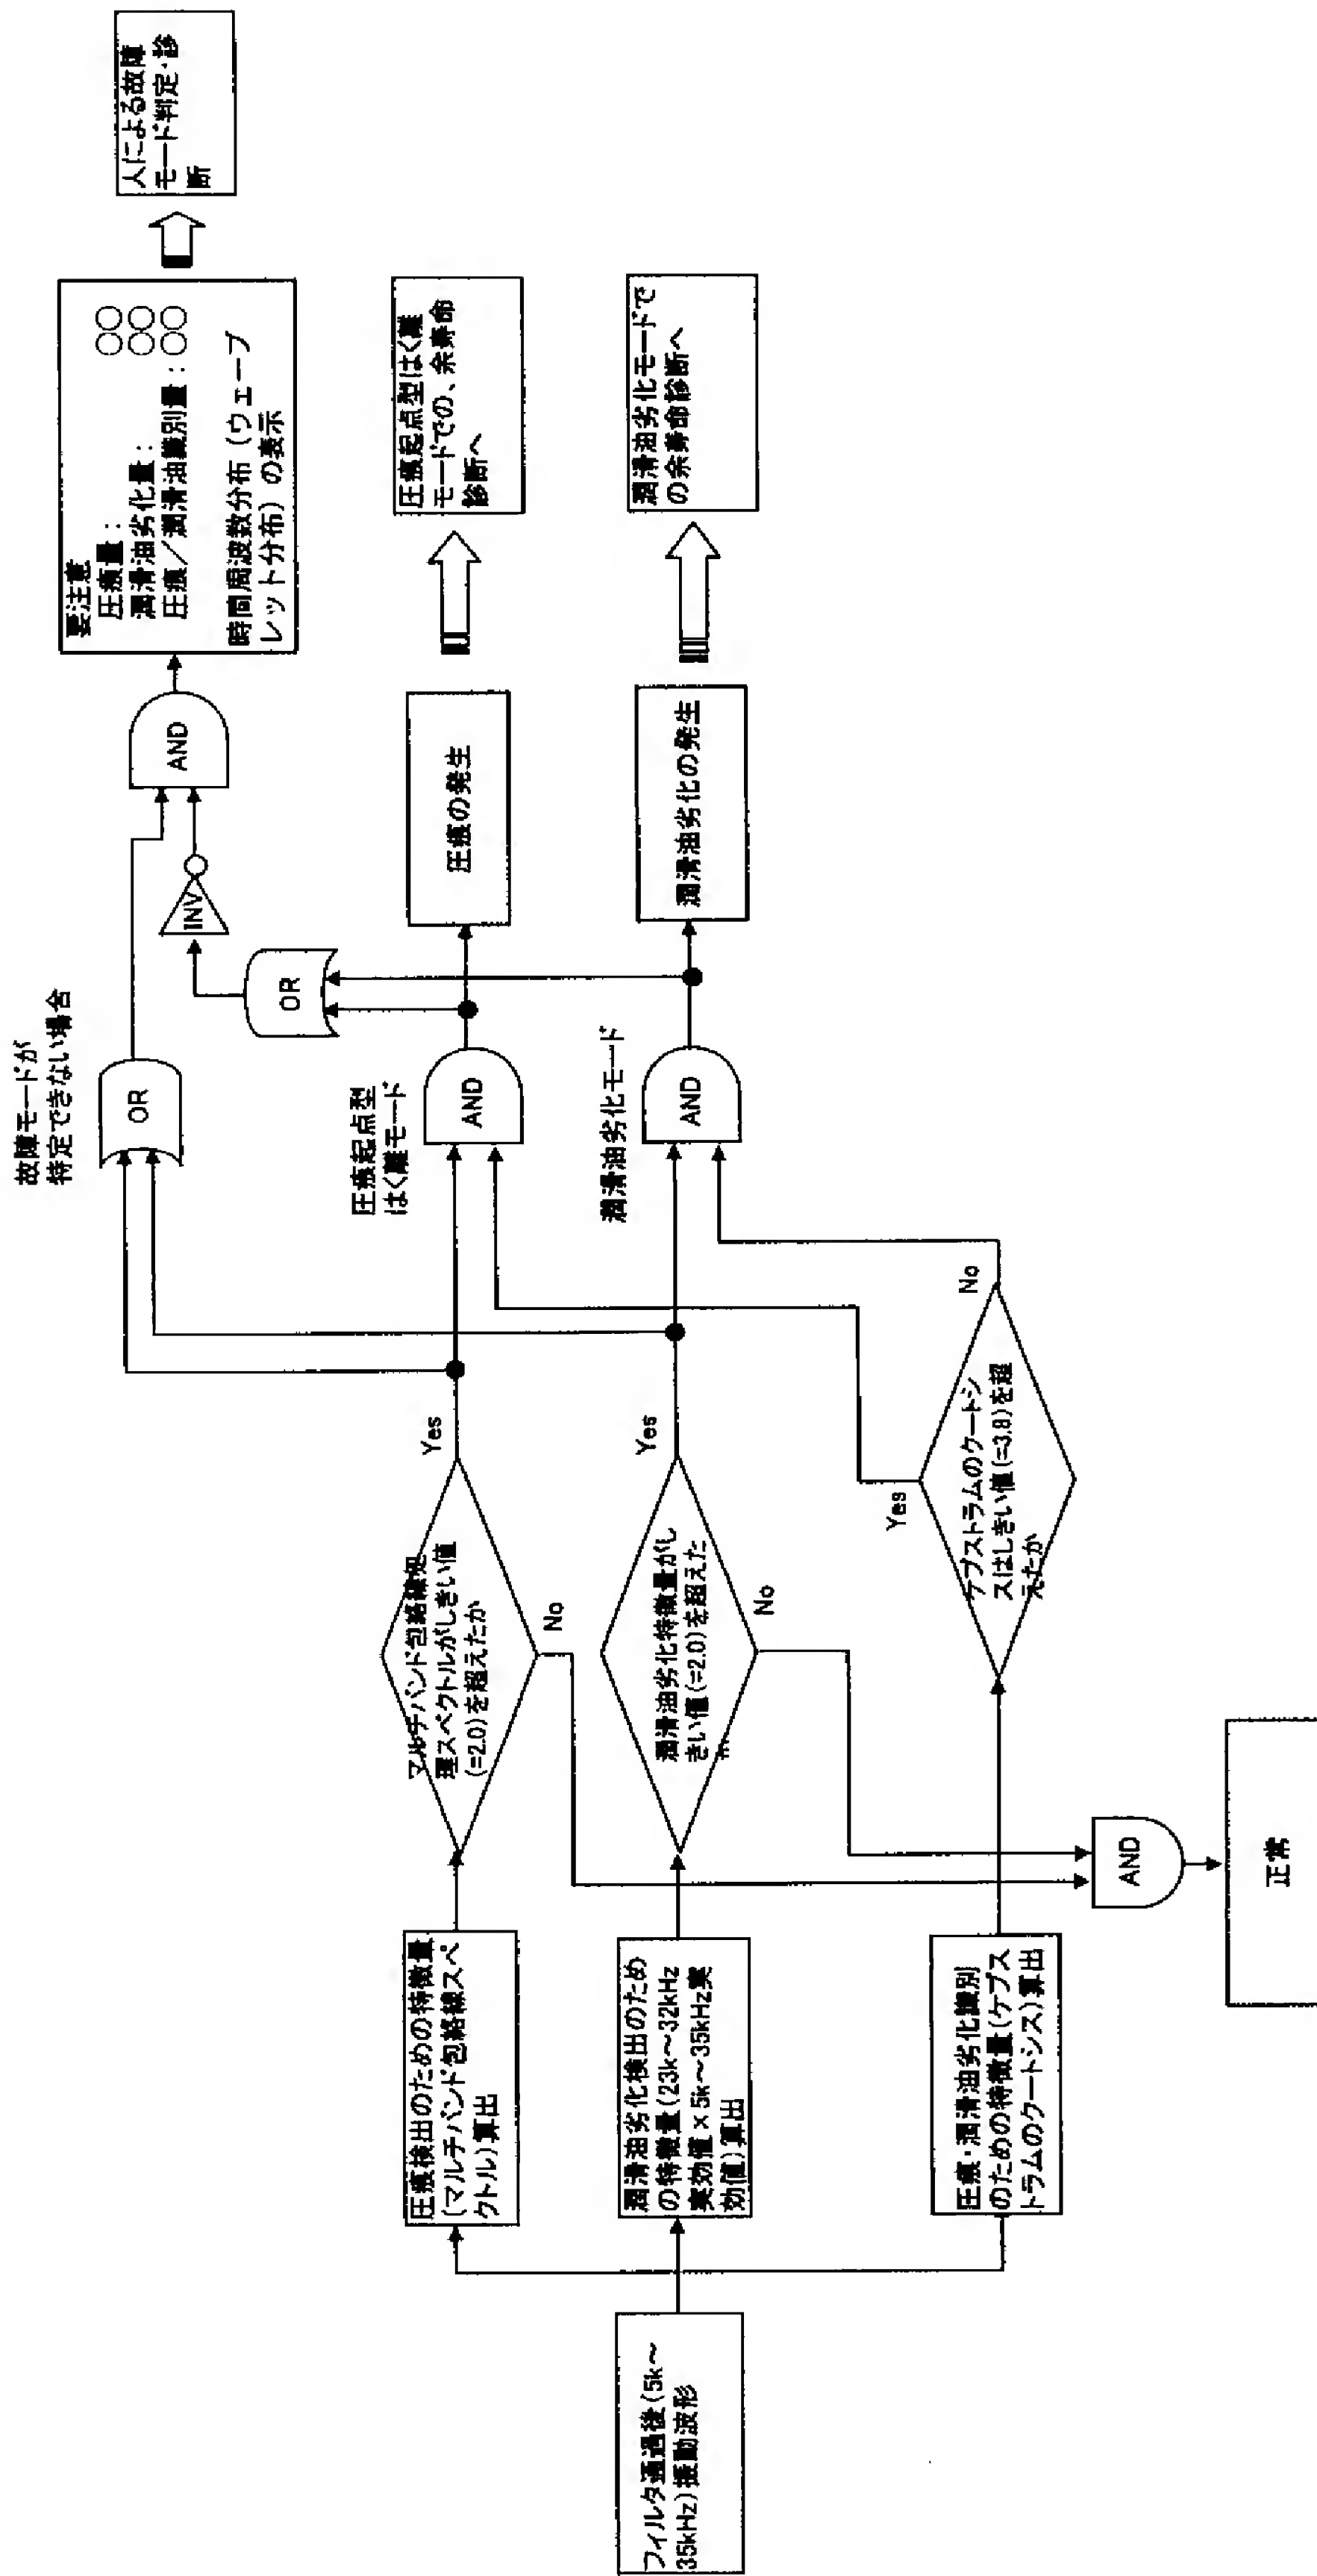 フィルタ通過後(5k～
35kHz)振動波形
圧痕検出のための特徴量
(マルチバンド包絡線スペ
クトル)算出
潤滑油劣化検出のため
の特徴量(23k～32kHz
実効値×5k～35kHz実
効値)算出
圧痕・潤滑油劣化識別
のための特徴量(ケプス
トラムのクートシス)算出
マルチバンド包絡線処
理スペクトルがしきい値
(=2.0)を超えたか
Yes
No
潤滑油劣化特徴量がし
きい値(=2.0)を超えた
Yes
No
ケプストラムのクートシ
スはしきい値(=3.8)を超
えたか
Yes
No
AND
正常
故障モードが
特定できない場合
OR
圧痕起点型
はく離モード
AND
潤滑油劣化モード
AND
OR
INV
AND
圧痕の発生
潤滑油劣化の発生
要注意
圧痕量：○○
潤滑油劣化量：○○
圧痕／潤滑油識別量：○○
時間周波数分布（ウェーブ
レット分布）の表示
人による故障
モード判定・診
断
圧痕起点型はく離
モードでの、余寿命
診断へ
潤滑油劣化モードで
の余寿命診断へ